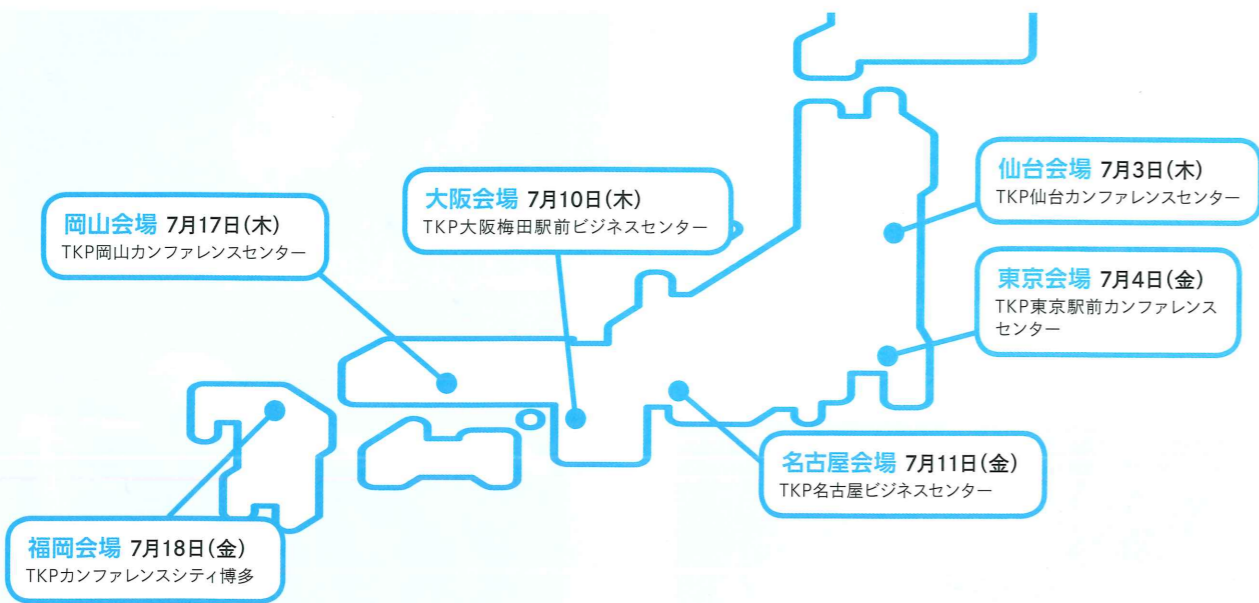 仙台会場 7月3日(木)
TKP仙台カンファレンスセンター
東京会場 7月4日(金)
TKP東京駅前カンファレンス
センター
大阪会場 7月10日(木)
TKP大阪梅田駅前ビジネスセンター
名古屋会場 7月11日(金)
TKP名古屋ビジネスセンター
岡山会場 7月17日(木)
TKP岡山カンファレンスセンター
福岡会場 7月18日(金)
TKPカンファレンスシティ博多